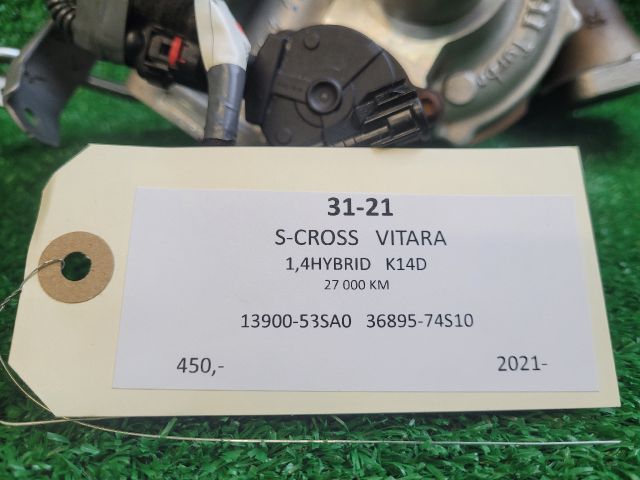 31-21
S-CROSS VITARA
1,4HYBRID K14D
27 000 KM
13900-53SA0 36895-74S10
450,- 2021-